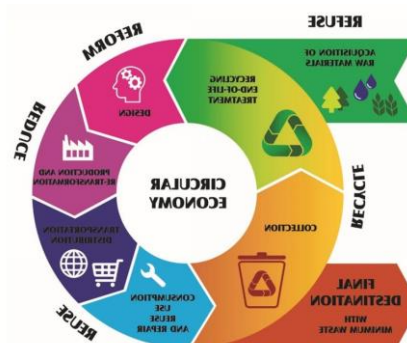 REFUSE
ACQUISITION OF
RAW MATERIALS
REFORM
RECYCLING
END-OF-LIFE
TREATMENT
DESIGN
REDUCE
PRODUCTION AND
RE-TRANSFORMATION
CIRCULAR
ECONOMY
RECYCLE
TRANSPORTATION
DISTRIBUTION
COLLECTION
REUSE
CONSUMPTION
USE
REUSE
AND REPAIR
FINAL
DESTINATION
WITH
MINIMUM WASTE